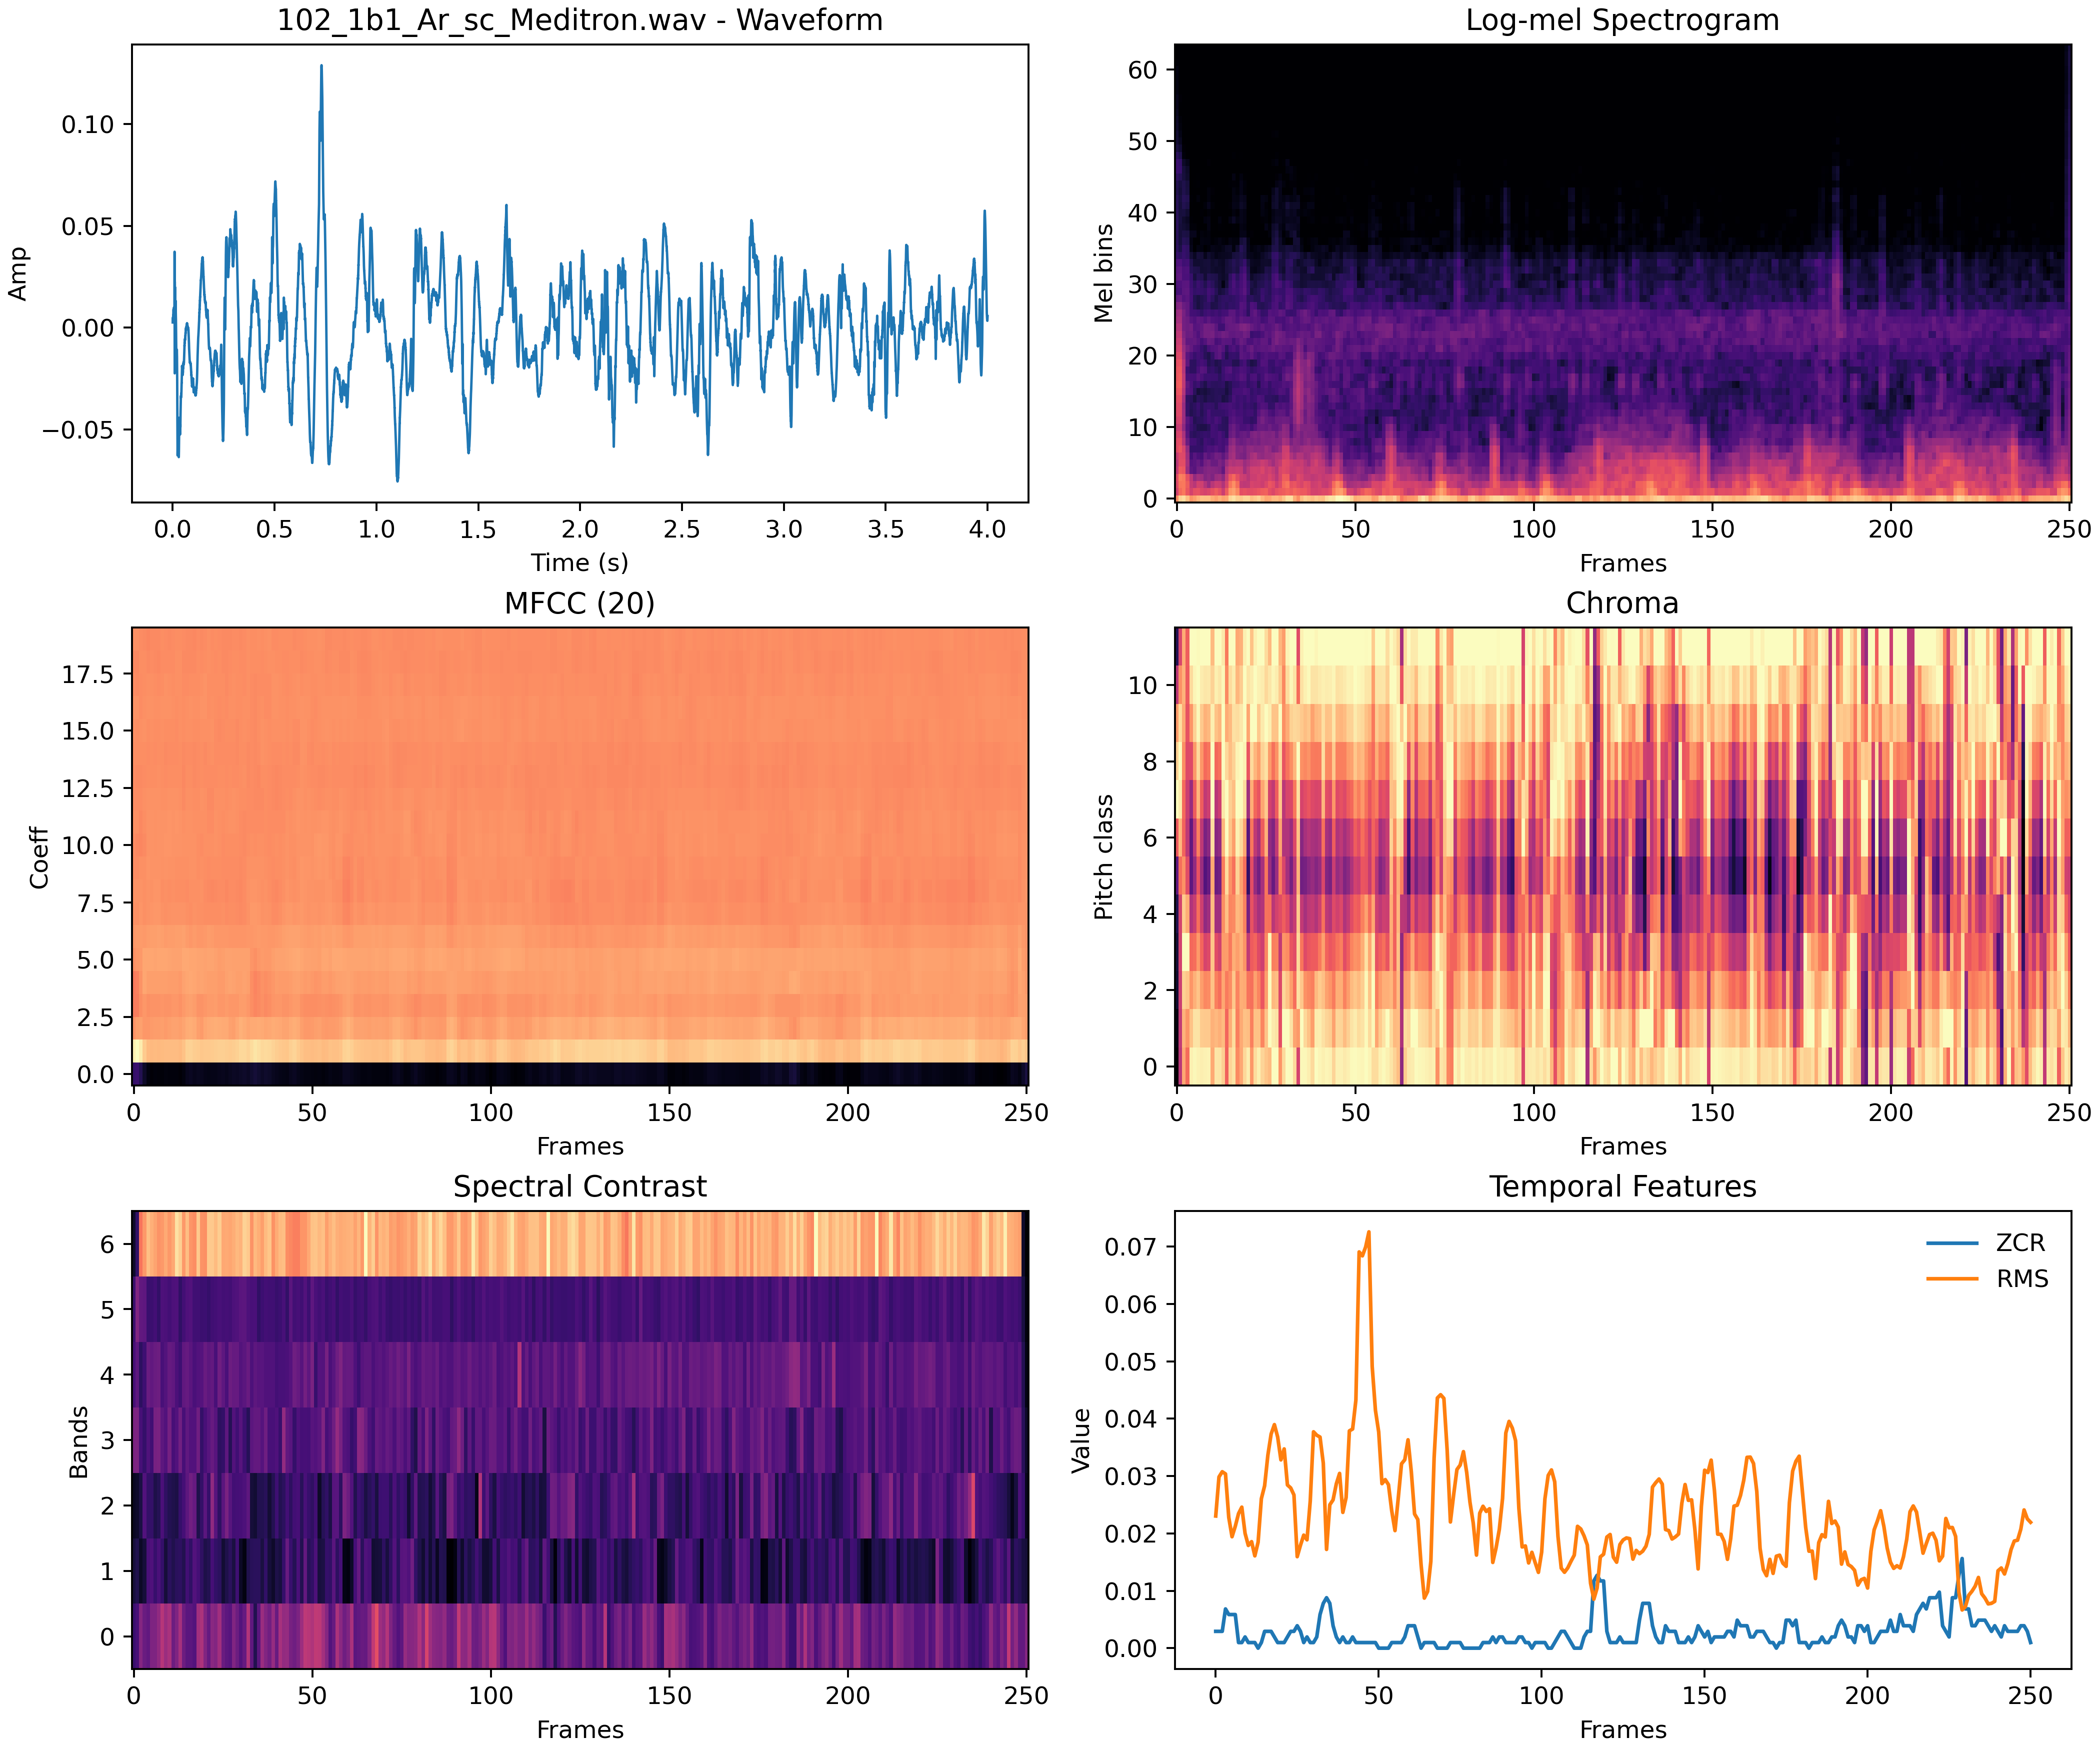 102_1b1_Ar_sc_Meditron.wav - Waveform
Amp
0.10
0.05
0.00
−0.05
0.0 0.5 1.0 1.5 2.0 2.5 3.0 3.5 4.0
Time (s)
Log-mel Spectrogram
Mel bins
60
50
40
30
20
10
0
0 50 100 150 200 250
Frames
MFCC (20)
Coeff
17.5
15.0
12.5
10.0
7.5
5.0
2.5
0.0
0 50 100 150 200 250
Frames
Chroma
Pitch class
10
8
6
4
2
0
0 50 100 150 200 250
Frames
Spectral Contrast
Bands
6
5
4
3
2
1
0
0 50 100 150 200 250
Frames
Temporal Features
Value
0.07
0.06
0.05
0.04
0.03
0.02
0.01
0.00
ZCR
RMS
0 50 100 150 200 250
Frames